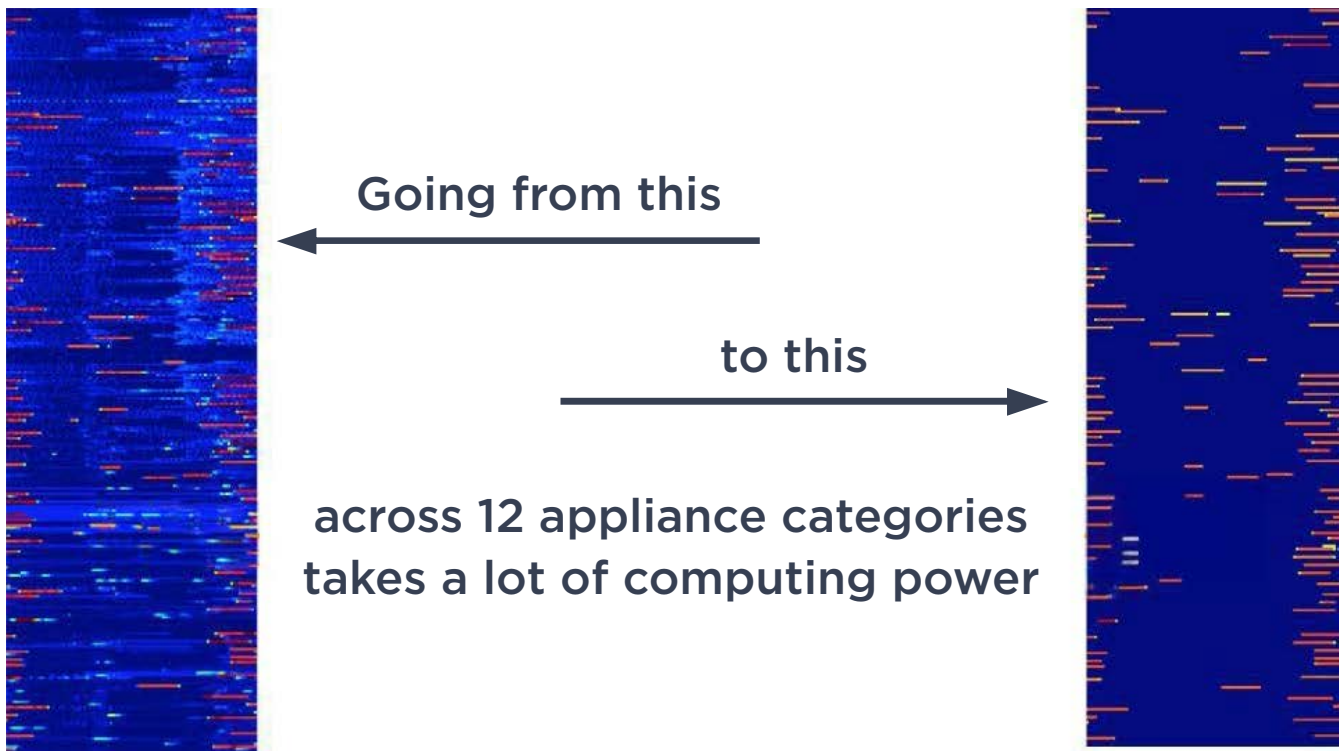 Going from this
to this
across 12 appliance categories
takes a lot of computing power